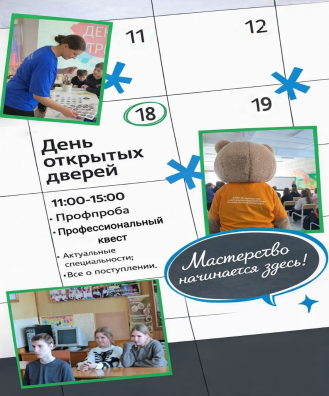 11
12
18
19
День
открытых
дверей
11:00-15:00
• Профпроба
• Профессиональный
квест
• Актуальные
специальности;
• Все о поступлении.
Мастерство
начинается здесь!